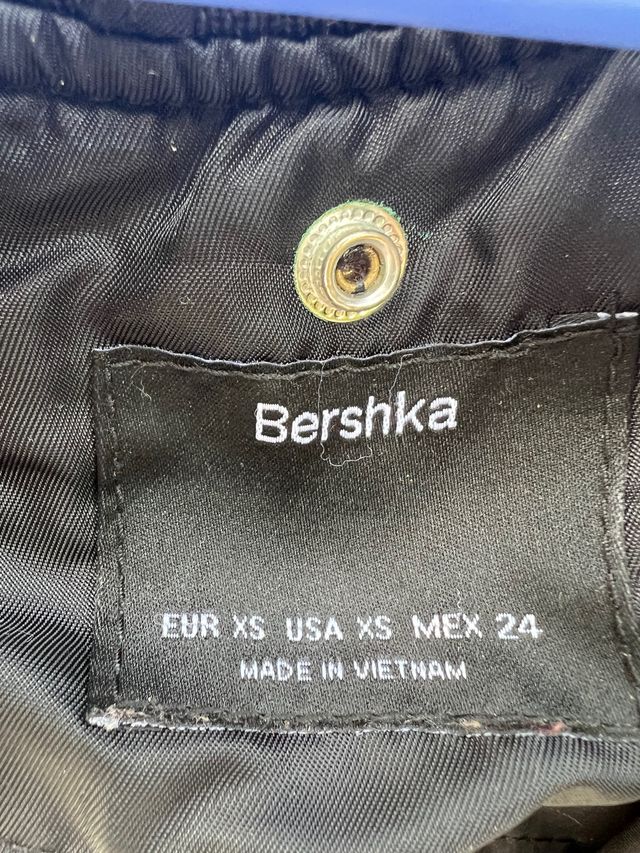 Bershka
EUR XS USA XS MEX 24
MADE IN VIETNAM